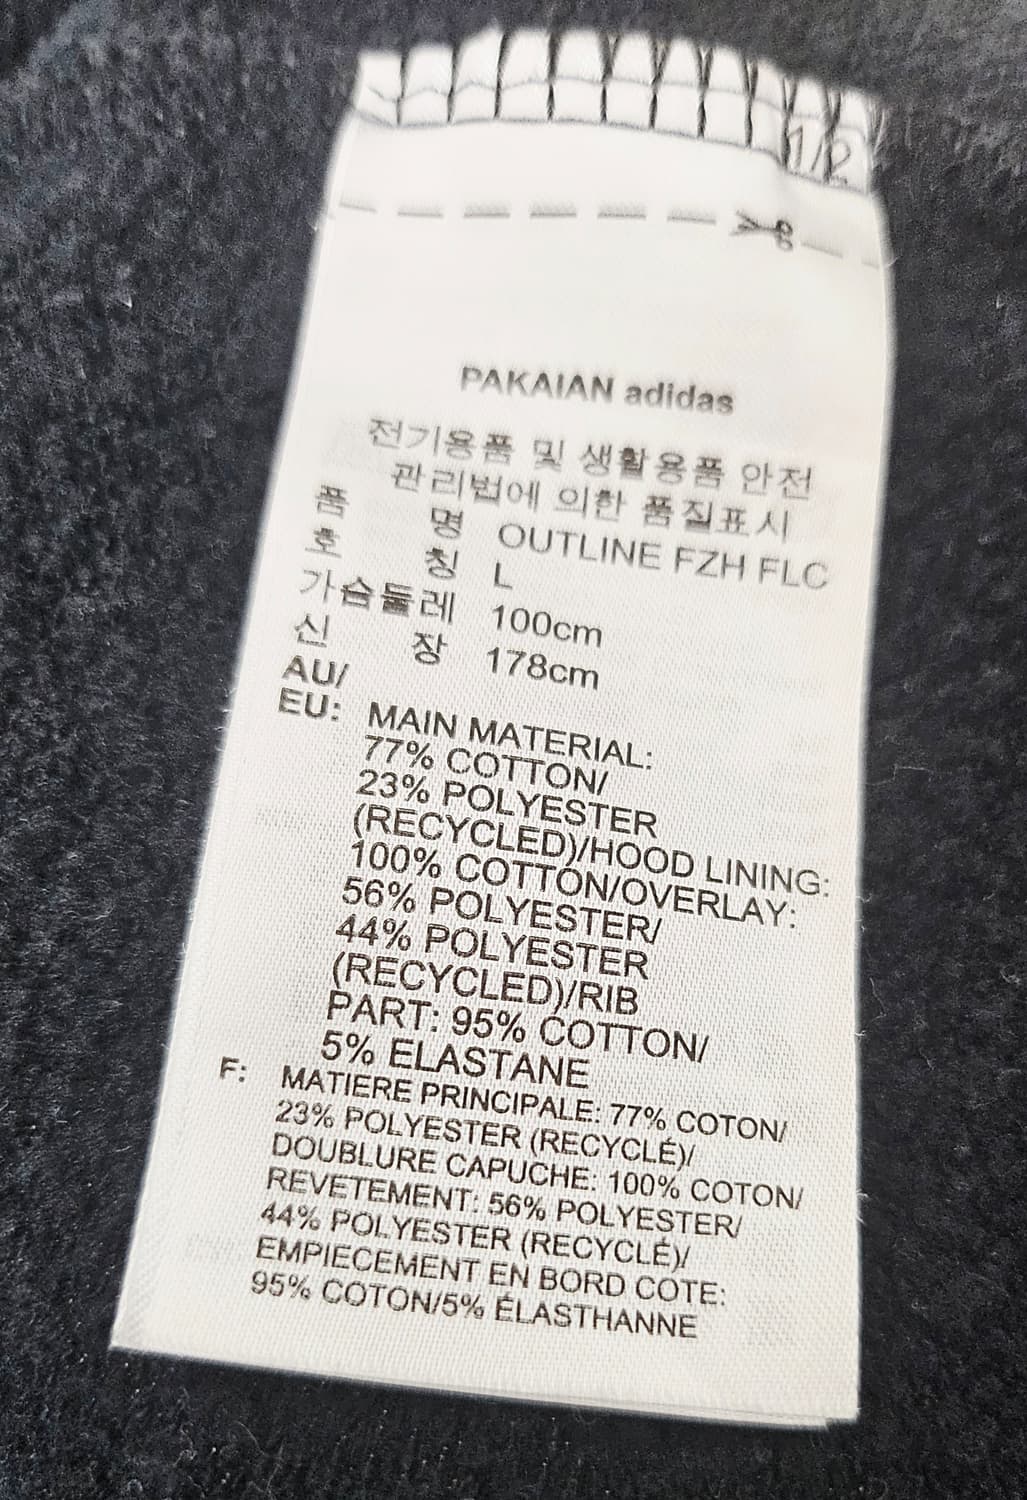 1/2
PAKAIAN adidas
전기용품 및 생활용품 안전
관리법에 의한 품질표시
품 명 OUTLINE FZH FLC
호 칭 L
가슴둘레 100cm
신 장 178cm
AU/
EU: MAIN MATERIAL:
77% COTTON/
23% POLYESTER
(RECYCLED)/HOOD LINING:
100% COTTON/OVERLAY:
56% POLYESTER/
44% POLYESTER
(RECYCLED)/RIB
PART: 95% COTTON/
5% ELASTANE
F: MATIERE PRINCIPALE: 77% COTON/
23% POLYESTER (RECYCLÉ)/
DOUBLURE CAPUCHE: 100% COTON/
REVETEMENT: 56% POLYESTER/
44% POLYESTER (RECYCLÉ)/
EMPIECEMENT EN BORD COTE:
95% COTON/5% ÉLASTHANNE